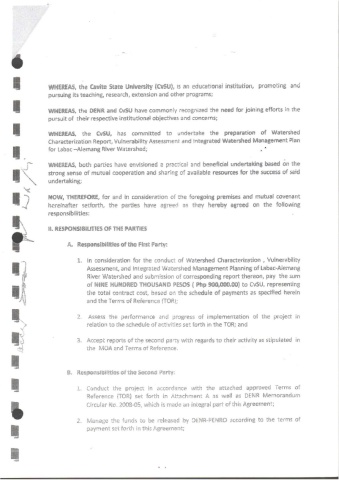 WHEREAS, the Cavite State University (CvSU), is an educational institution, promoting and
pursuing its teaching, research, extension and other programs;
WHEREAS, the DENR and CvSU have commonly recognized the need for joining efforts in the
pursuit of their respective institutional objectives and concerns;
WHEREAS, the CvSU, has committed to undertake the preparation of Watershed
Characterization Report, Vulnerability Assessment and Integrated Watershed Management Plan
for Labac –Alemang River Watershed;
WHEREAS, both parties have envisioned a practical and beneficial undertaking based on the
strong sense of mutual cooperation and sharing of available resources for the success of said
undertaking;
NOW, THEREFORE, for and in consideration of the foregoing premises and mutual covenant
hereinafter setforth, the parties have agreed as they hereby agreed on the following
responsibilities:
II. RESPONSIBILITIES OF THE PARTIES
A. Responsibilities of the First Party:
1. In consideration for the conduct of Watershed Characterization , Vulnerability
Assessment, and Integrated Watershed Management Planning of Labac-Alemang
River Watershed and submission of corresponding report thereon, pay the sum
of NINE HUNDRED THOUSAND PESOS ( Php 900,000.00) to CvSU, representing
the total contract cost, based on the schedule of payments as specified herein
and the Terms of Reference (TOR);
2. Assess the performance and progress of implementation of the project in
relation to the schedule of activities set forth in the TOR; and
3. Accept reports of the second party with regards to their activity as stipulated in
the MOA and Terms of Reference.
B. Responsibilities of the Second Party:
1. Conduct the project in accordance with the attached approved Terms of
Reference (TOR) set forth in Attachment A as well as DENR Memorandum
Circular No. 2008-05, which is made an integral part of this Agreement;
2. Manage the funds to be released by DENR-PENRO according to the terms of
payment set forth in this Agreement;